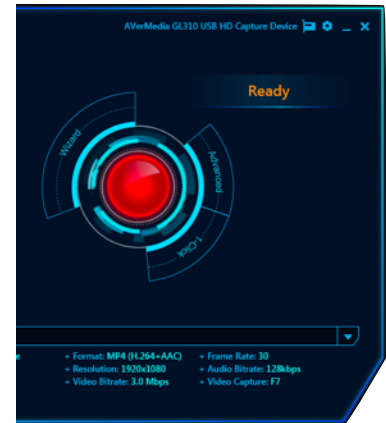 AVerMedia GL310 USB HD Capture Device
Ready
Wizard
Advanced
1-Click
+ Format: MP4 (H.264+AAC) + Frame Rate: 30
+ Resolution: 1920x1080 + Audio Bitrate: 128kbps
+ Video Bitrate: 3.0 Mbps + Video Capture: F7